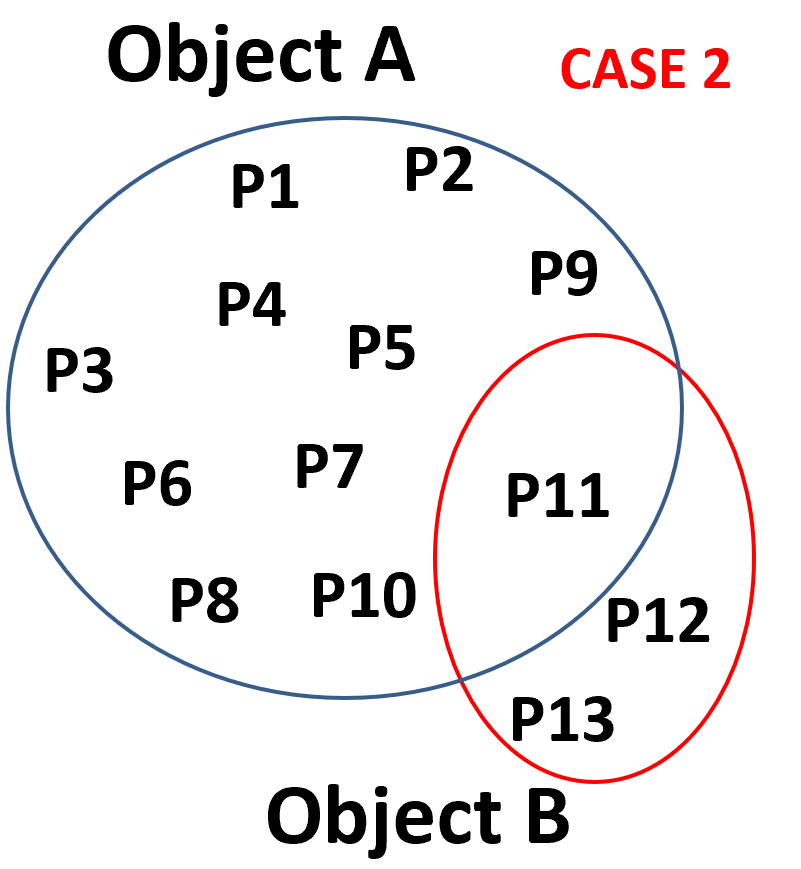 Object A
CASE 2
P1
P2
P9
P4
P5
P3
P7
P6
P11
P8
P10
P12
P13
Object B